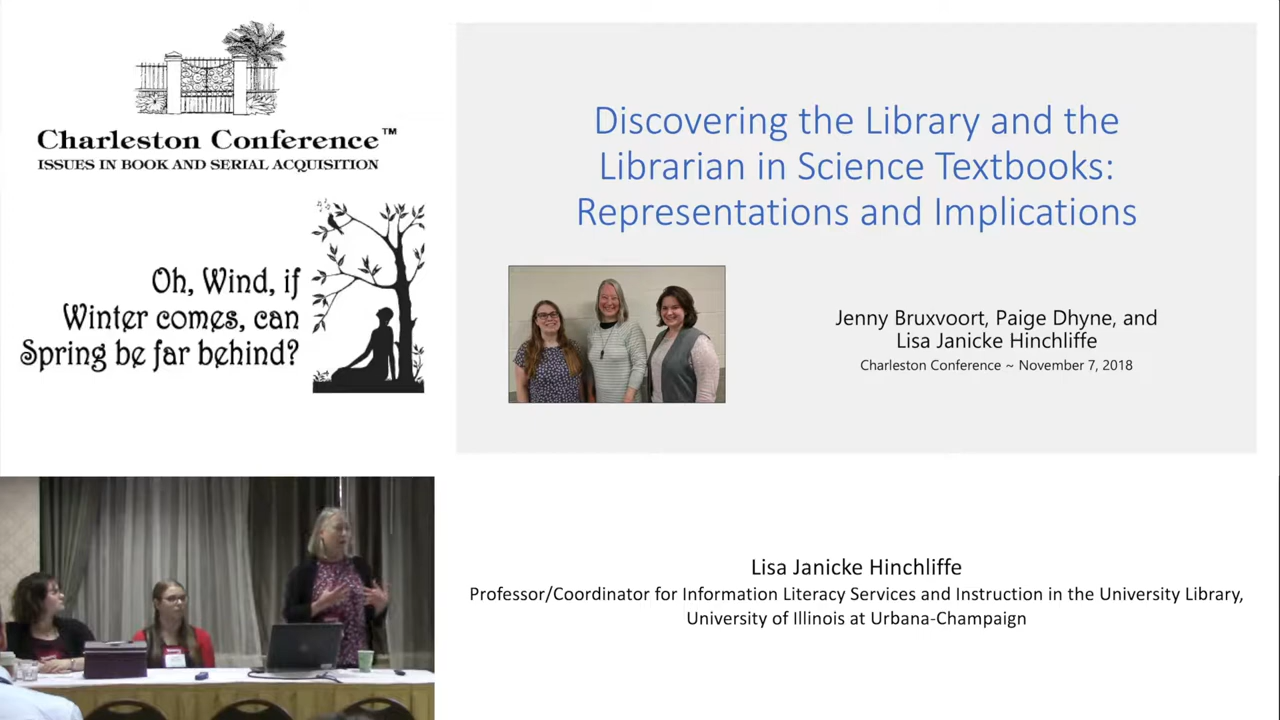 Charleston Conference™
ISSUES IN BOOK AND SERIAL ACQUISITION
Oh, Wind, if
Winter comes, can
Spring be far behind?
Discovering the Library and the
Librarian in Science Textbooks:
Representations and Implications
Jenny Bruxvoort, Paige Dhyne, and
Lisa Janicke Hinchliffe
Charleston Conference ~ November 7, 2018
Lisa Janicke Hinchliffe
Professor/Coordinator for Information Literacy Services and Instruction in the University Library,
University of Illinois at Urbana-Champaign